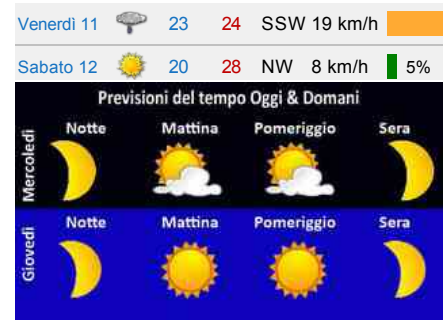 Venerdì 11 23 24 SSW 19 km/h
Sabato 12 20 28 NW 8 km/h 5%
Previsioni del tempo Oggi & Domani
Mercoledì
Notte Mattina Pomeriggio Sera
Giovedì
Notte Mattina Pomeriggio Sera